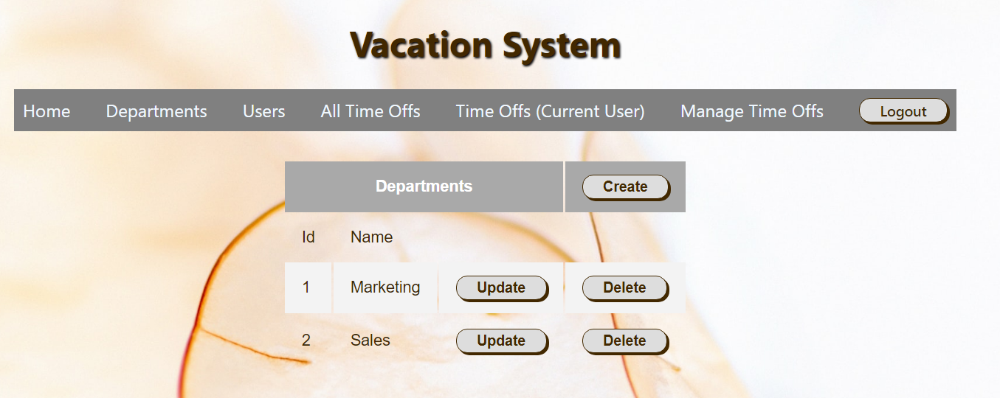 Vacation System
Home Departments Users All Time Offs Time Offs (Current User) Manage Time Offs Logout
Departments Create
Id Name
1 Marketing Update Delete
2 Sales Update Delete